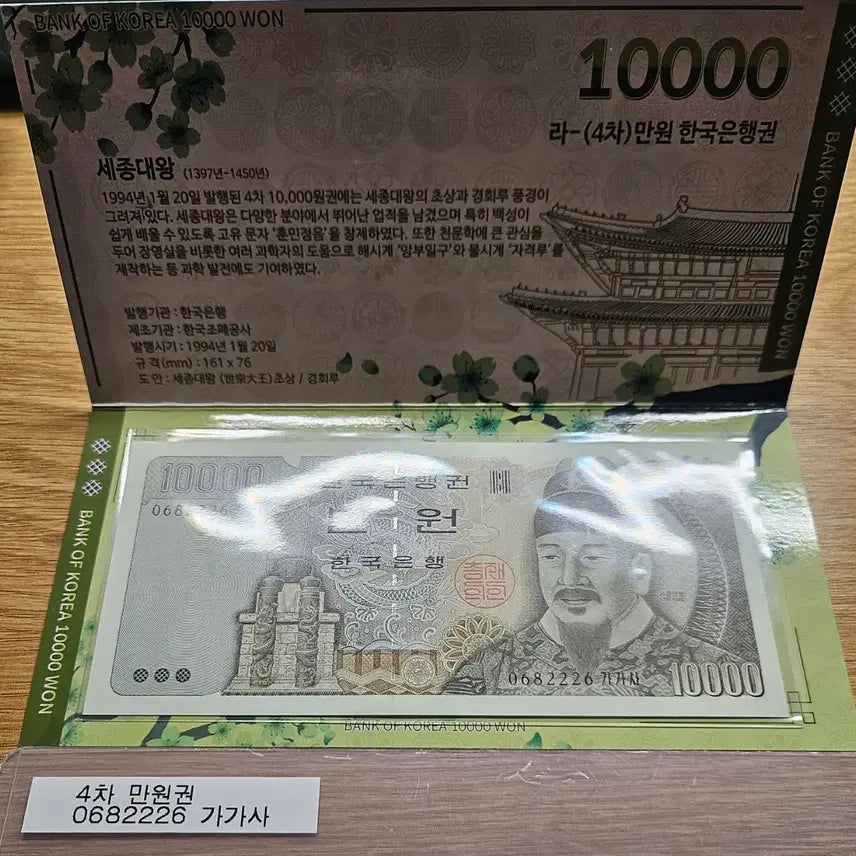 BANK OF KOREA 10000 WON
10000
라-(4차)만원 한국은행권
세종대왕 (1397년-1450년)
1994년 1월 20일 발행된 4차 10,000원권에는 세종대왕의 초상과 경회루 풍경이
그려져 있다. 세종대왕은 다양한 분야에서 뛰어난 업적을 남겼으며 특히 백성이
쉽게 배울 수 있도록 고유 문자 '훈민정음'을 창제하였다. 또한 천문학에 큰 관심을
두어 장영실을 비롯한 여러 과학자의 도움으로 해시계 '앙부일구'와 물시계 '자격루'를
제작하는 등 과학 발전에도 기여하였다.
발행기관 : 한국은행
제조기관 : 한국조폐공사
발행시기 : 1994년 1월 20일
규 격(mm) : 161 x 76
도 안 : 세종대왕 (世宗大王)초상 / 경회루
BANK OF KOREA 10000 WON
BANK OF KOREA 10000 WON
10000
한국은행권
0682226
만 원
한국은행
총재의인
0682226 가가사
10000
BANK OF KOREA 10000 WON
4차 만원권
0682226 가가사